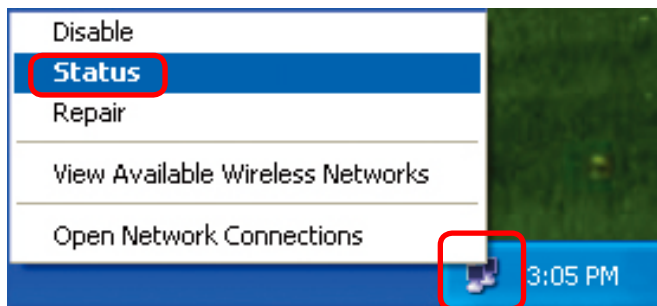 Disable
Status
Repair
View Available Wireless Networks
Open Network Connections
3:05 PM